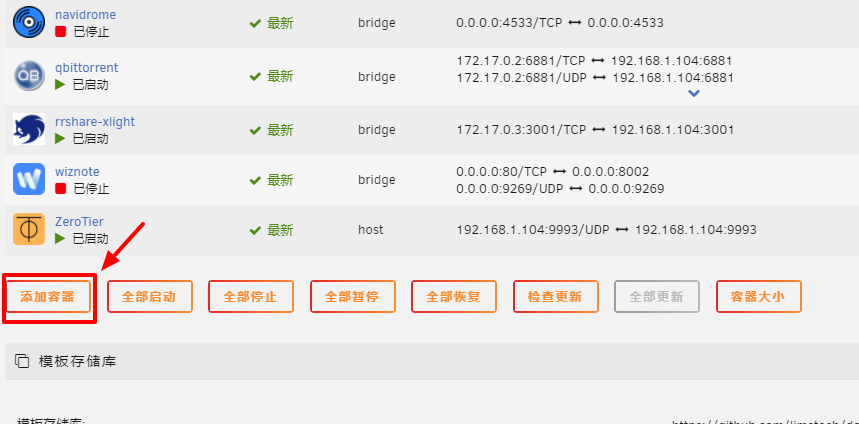 navidrome
已停止
最新
bridge
0.0.0.0:4533/TCP ↔ 0.0.0.0:4533
qbittorrent
已启动
最新
bridge
172.17.0.2:6881/TCP ↔ 192.168.1.104:6881
172.17.0.2:6881/UDP ↔ 192.168.1.104:6881
rrshare-xlight
已启动
最新
bridge
172.17.0.3:3001/TCP ↔ 192.168.1.104:3001
wiznote
已停止
最新
bridge
0.0.0.0:80/TCP ↔ 0.0.0.0:8002
0.0.0.0:9269/UDP ↔ 0.0.0.0:9269
ZeroTier
已启动
最新
host
192.168.1.104:9993/UDP ↔ 192.168.1.104:9993
添加容器 全部启动 全部停止 全部暂停 全部恢复 检查更新 全部更新 容器大小
模板存储库
模板存储库: